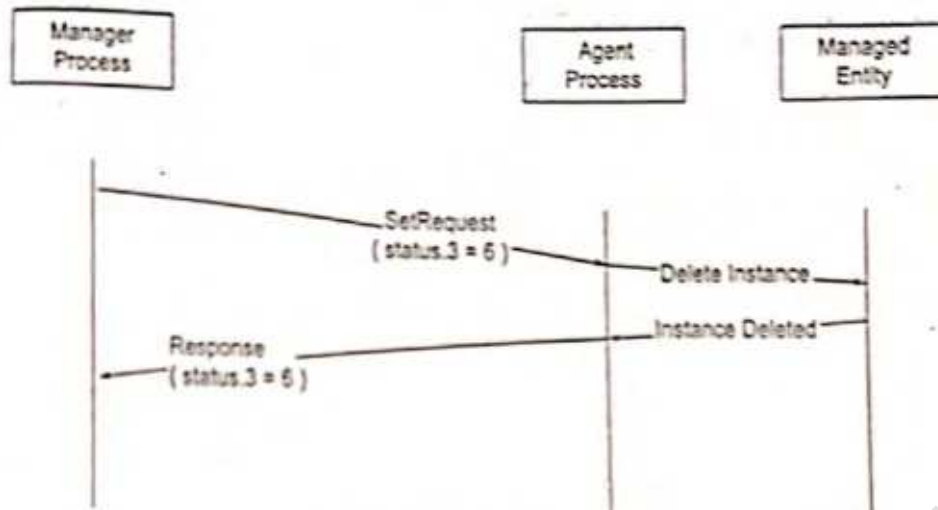 Manager
Process
Agent
Process
Managed
Entity
SetRequest
( status.3 = 6 )
Delete Instance
Instance Deleted
Response
( status.3 = 6 )